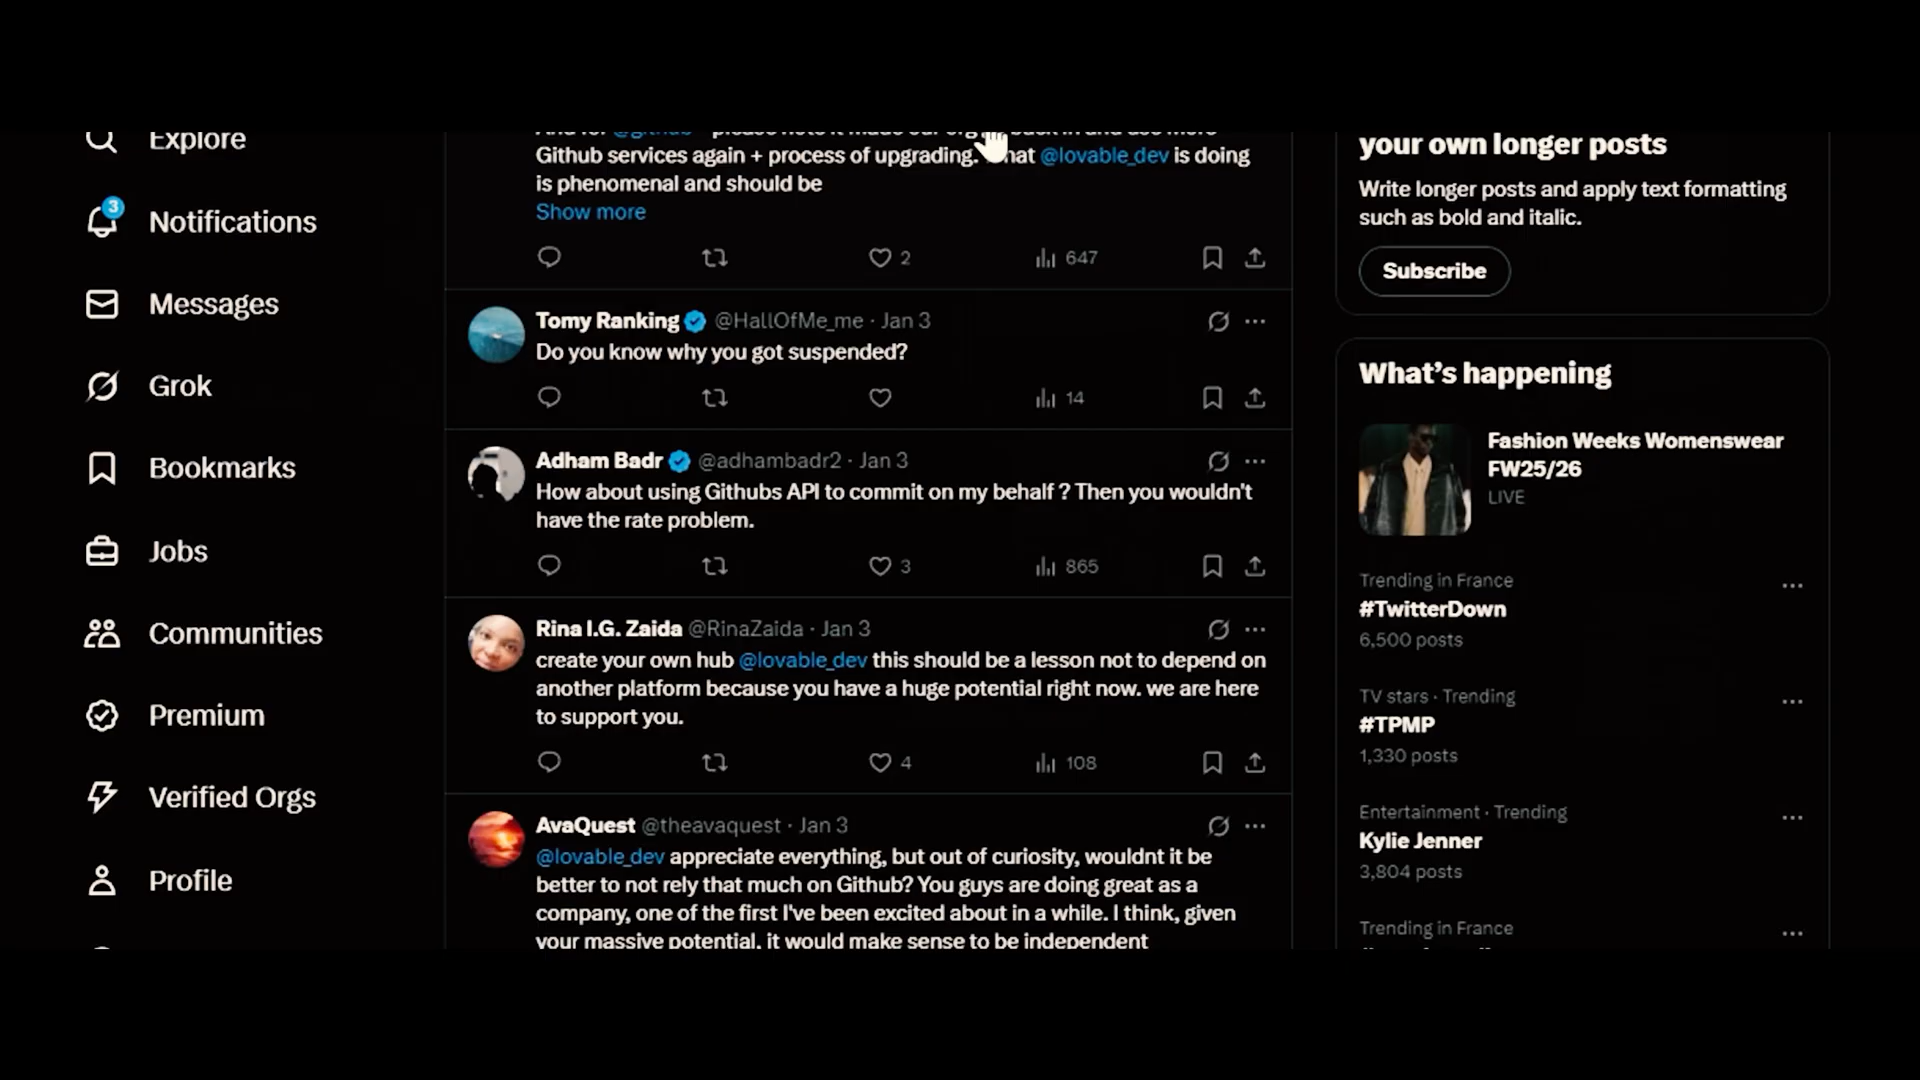 Explore
3
Notifications
Messages
Grok
Bookmarks
Jobs
Communities
Premium
Verified Orgs
Profile
Github services again + process of upgrading. @lovable_dev is doing
is phenomenal and should be
Show more
2
647
Tomy Ranking @HallOfMe_me · Jan 3
Do you know why you got suspended?
14
Adham Badr @adhambadr2 · Jan 3
How about using Githubs API to commit on my behalf ? Then you wouldn't
have the rate problem.
3
865
Rina I.G. Zaida @RinaZaida · Jan 3
create your own hub @lovable_dev this should be a lesson not to depend on
another platform because you have a huge potential right now. we are here
to support you.
4
108
AvaQuest @theavaquest · Jan 3
@lovable_dev appreciate everything, but out of curiosity, wouldnt it be
better to not rely that much on Github? You guys are doing great as a
company, one of the first I've been excited about in a while. I think, given
your massive potential, it would make sense to be independent
your own longer posts
Write longer posts and apply text formatting
such as bold and italic.
Subscribe
What's happening
Fashion Weeks Womenswear
FW25/26
LIVE
Trending in France
#TwitterDown
6,500 posts
TV stars · Trending
#TPMP
1,330 posts
Entertainment · Trending
Kylie Jenner
3,804 posts
Trending in France